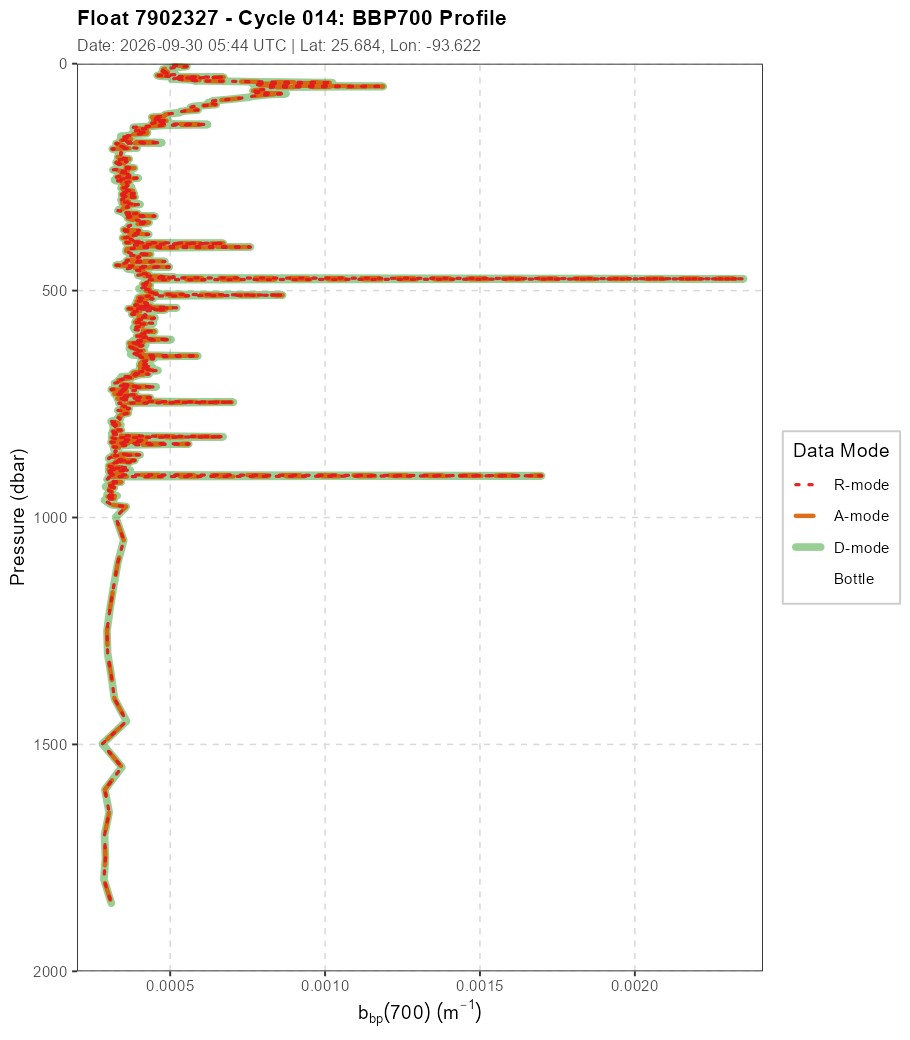 Float 7902327 - Cycle 014: BBP700 Profile
Date: 2026-09-30 05:44 UTC | Lat: 25.684, Lon: -93.622
0
500
1000
1500
2000
Pressure (dbar)
0.0005
0.0010
0.0015
0.0020
b_bp(700) (m⁻¹)
Data Mode
R-mode
A-mode
D-mode
Bottle